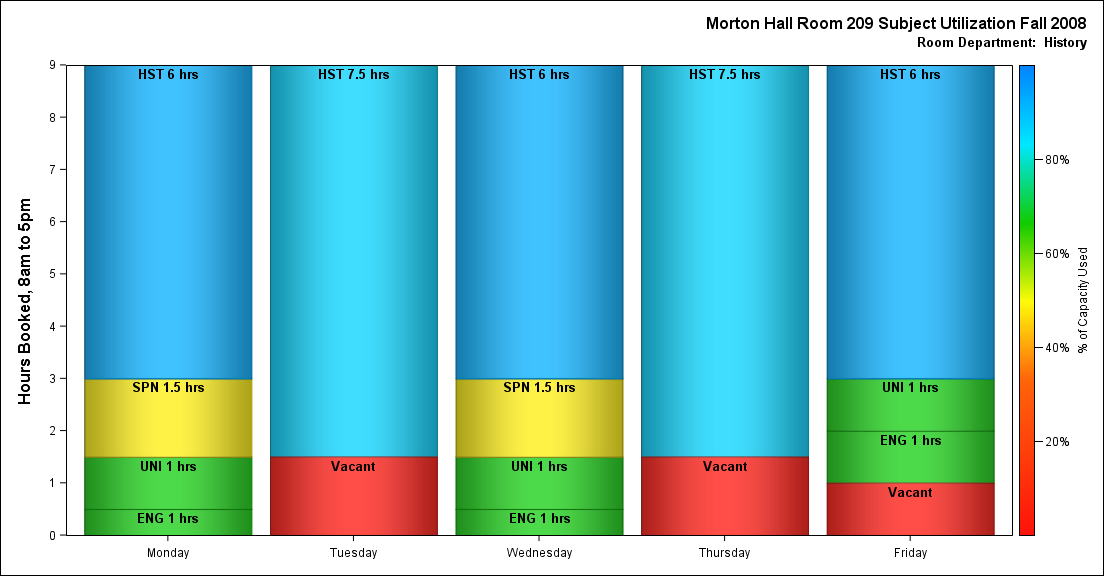 Morton Hall Room 209 Subject Utilization Fall 2008
Room Department:  History
Hours Booked, 8am to 5pm
9
8
7
6
5
4
3
2
1
0
HST 6 hrs
SPN 1.5 hrs
UNI 1 hrs
ENG 1 hrs
Monday
HST 7.5 hrs
Vacant
Tuesday
HST 6 hrs
SPN 1.5 hrs
UNI 1 hrs
ENG 1 hrs
Wednesday
HST 7.5 hrs
Vacant
Thursday
HST 6 hrs
UNI 1 hrs
ENG 1 hrs
Vacant
Friday
80%
60%
40%
20%
% of Capacity Used